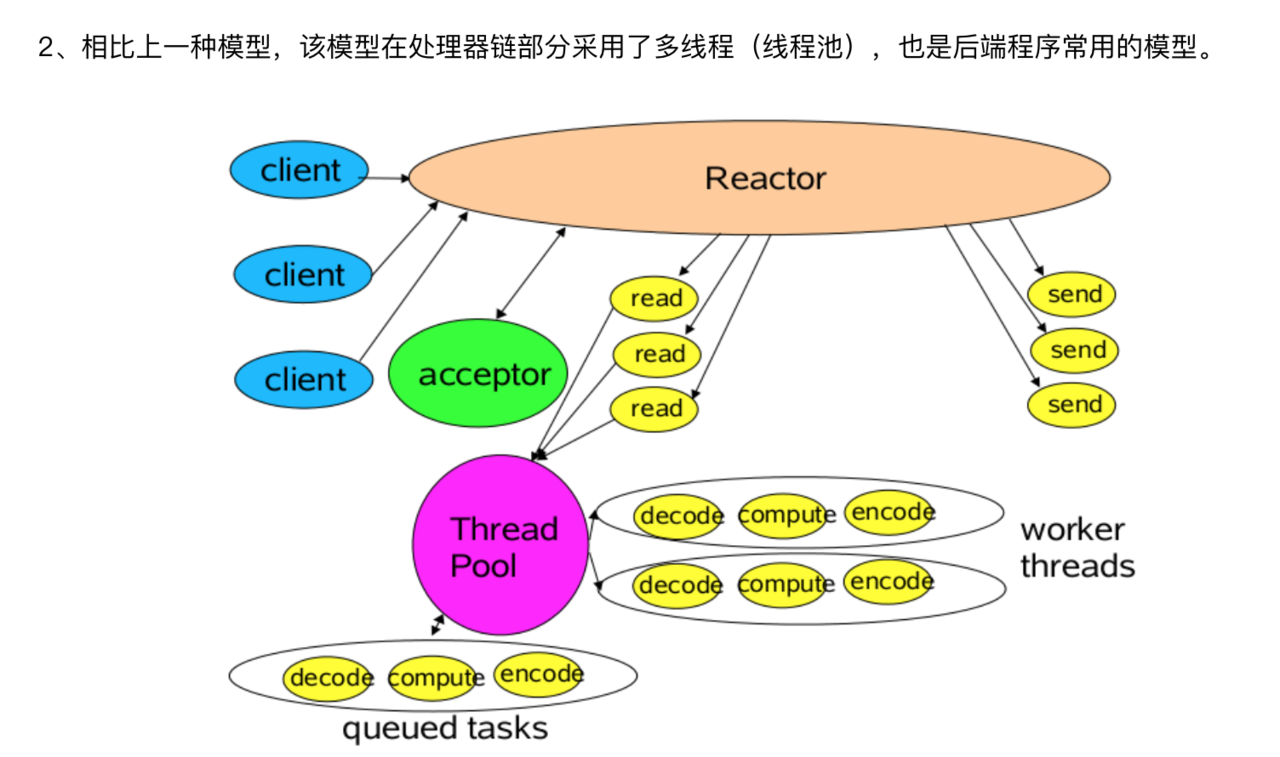 2、相比上一种模型，该模型在处理器链部分采用了多线程（线程池），也是后端程序常用的模型。
client
Reactor
client
read
send
client
acceptor
read
send
read
send
Thread
Pool
decode
compute
encode
worker
threads
decode
compute
encode
decode
compute
encode
queued tasks